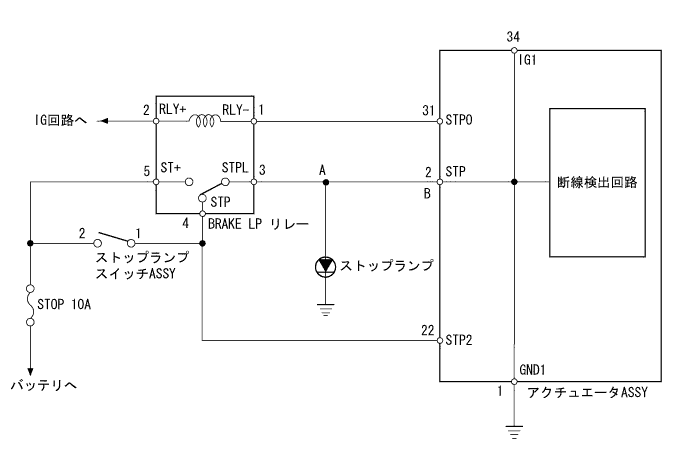 34
IG1
2 RLY+ RLY- 1
IG回路へ
31 STPO
5 ST+ STPL 3
A
2 STP
B
断線検出回路
STP
4 BRAKE LP リレー
2 1
ストップランプ
スイッチASSY
ストップランプ
STOP 10A
22 STP2
バッテリへ
GND1
1 アクチュエータASSY